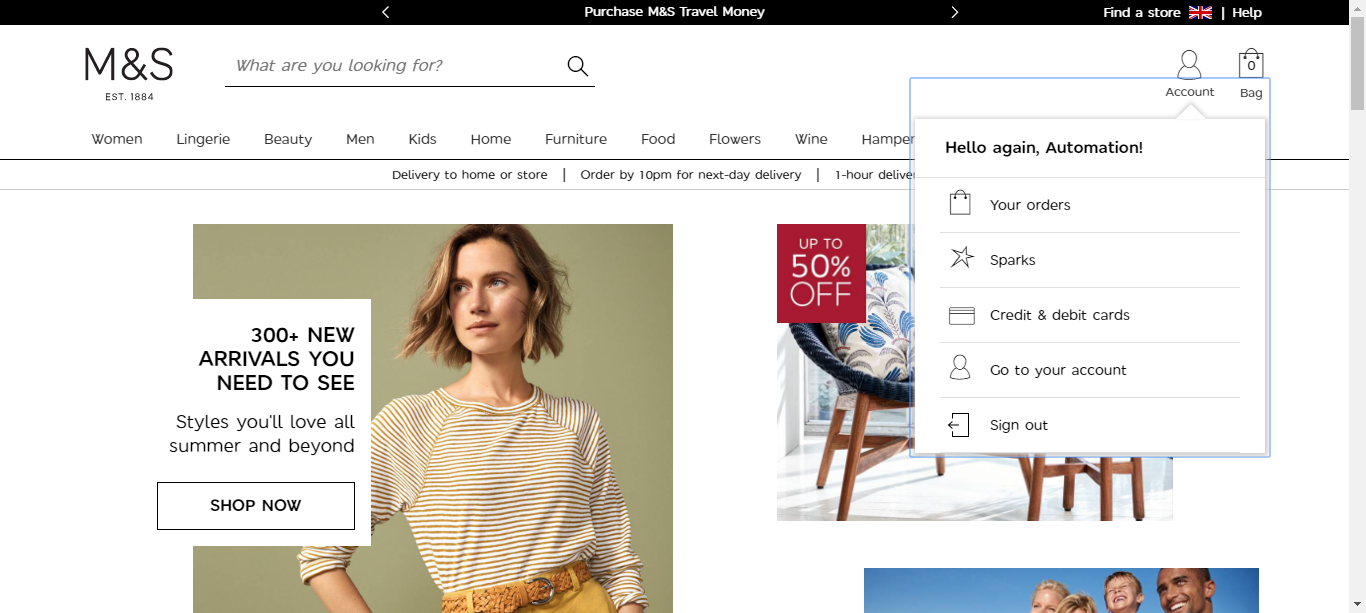 Purchase M&S Travel Money
Find a store | Help
M&S
EST. 1884
What are you looking for?
0
Account
Bag
Women Lingerie Beauty Men Kids Home Furniture Food Flowers Wine Hamper
Delivery to home or store | Order by 10pm for next-day delivery | 1-hour deliver
Hello again, Automation!
Your orders
Sparks
Credit & debit cards
Go to your account
Sign out
300+ NEW
ARRIVALS YOU
NEED TO SEE
Styles you'll love all
summer and beyond
SHOP NOW
UP TO
50%
OFF